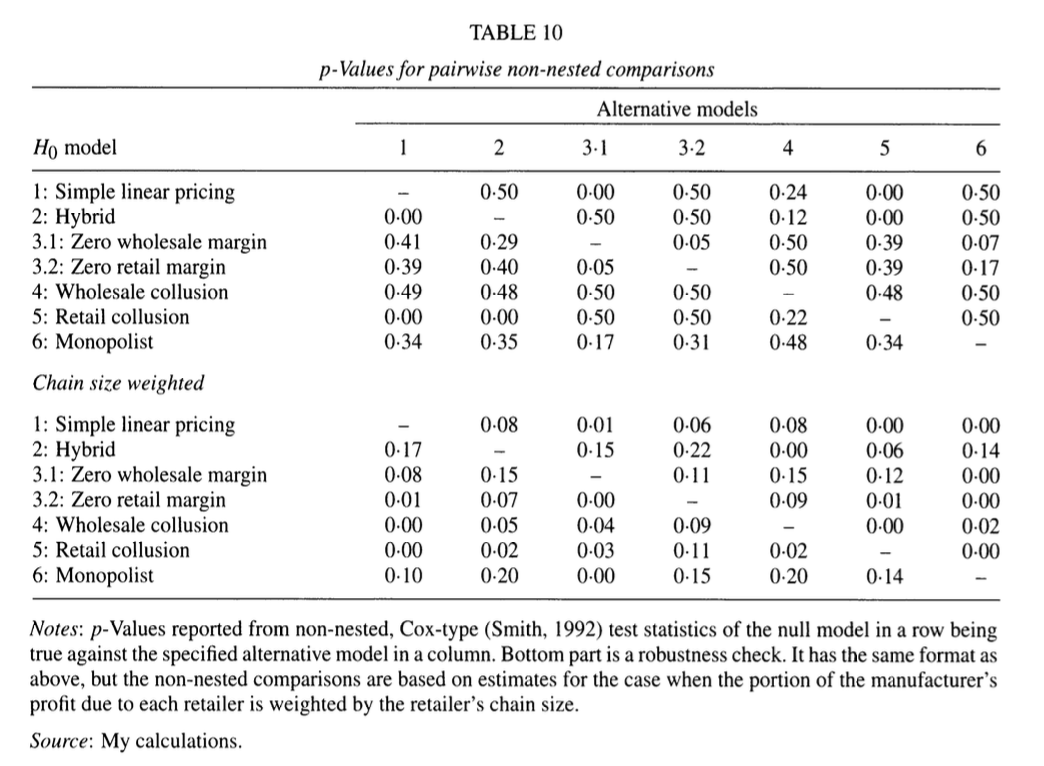 TABLE 10
p-Values for pairwise non-nested comparisons
Alternative models
H0 model 1 2 3·1 3·2 4 5 6
1: Simple linear pricing – 0·50 0·00 0·50 0·24 0·00 0·50
2: Hybrid 0·00 – 0·50 0·50 0·12 0·00 0·50
3.1: Zero wholesale margin 0·41 0·29 – 0·05 0·50 0·39 0·07
3.2: Zero retail margin 0·39 0·40 0·05 – 0·50 0·39 0·17
4: Wholesale collusion 0·49 0·48 0·50 0·50 – 0·48 0·50
5: Retail collusion 0·00 0·00 0·50 0·50 0·22 – 0·50
6: Monopolist 0·34 0·35 0·17 0·31 0·48 0·34 –
Chain size weighted
1: Simple linear pricing – 0·08 0·01 0·06 0·08 0·00 0·00
2: Hybrid 0·17 – 0·15 0·22 0·00 0·06 0·14
3.1: Zero wholesale margin 0·08 0·15 – 0·11 0·15 0·12 0·00
3.2: Zero retail margin 0·01 0·07 0·00 – 0·09 0·01 0·00
4: Wholesale collusion 0·00 0·05 0·04 0·09 – 0·00 0·02
5: Retail collusion 0·00 0·02 0·03 0·11 0·02 – 0·00
6: Monopolist 0·10 0·20 0·00 0·15 0·20 0·14 –
Notes: p-Values reported from non-nested, Cox-type (Smith, 1992) test statistics of the null model in a row being
true against the specified alternative model in a column. Bottom part is a robustness check. It has the same format as
above, but the non-nested comparisons are based on estimates for the case when the portion of the manufacturer's
profit due to each retailer is weighted by the retailer's chain size.
Source: My calculations.